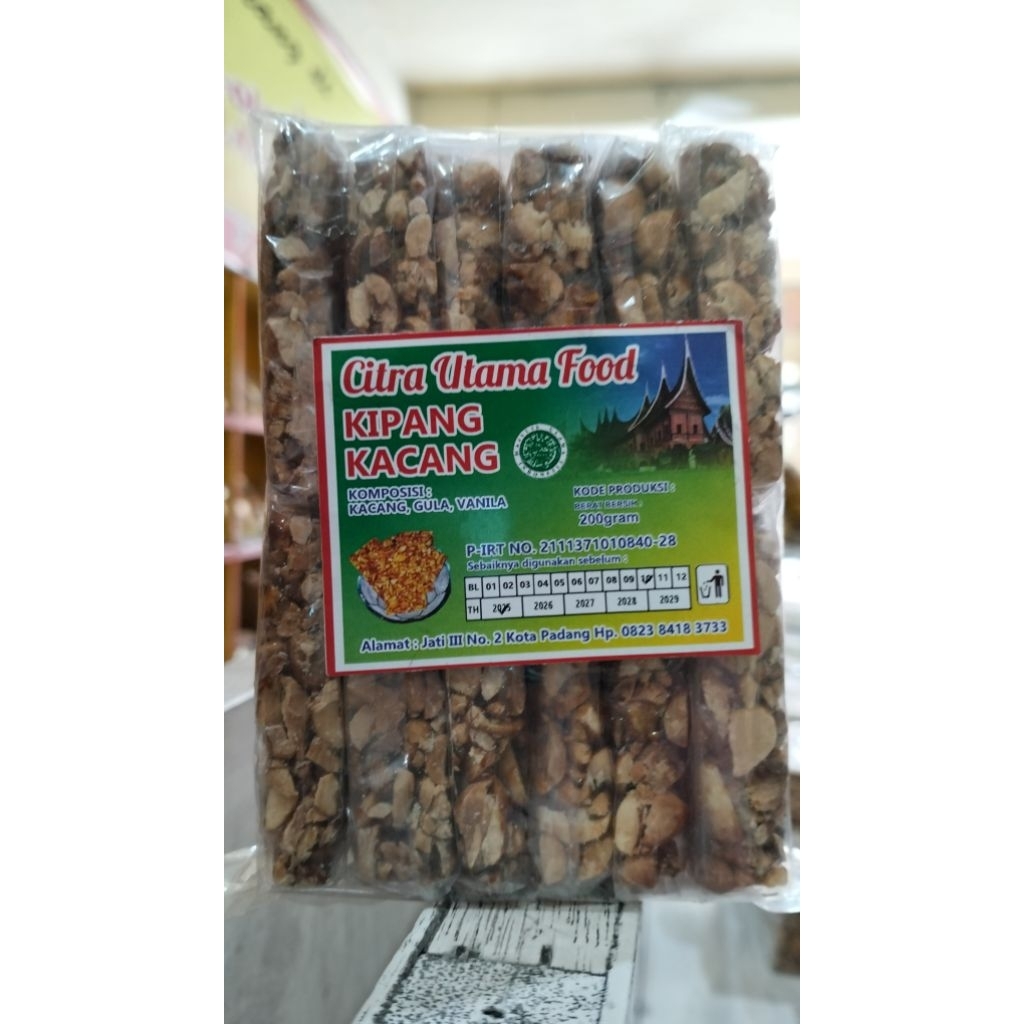 Citra Utama Food
KIPANG
KACANG
KOMPOSISI :
KACANG, GULA, VANILA
KODE PRODUKSI :
BERAT BERSIH :
200gram
P-IRT NO. 2111371010840-28
Sebaiknya digunakan sebelum :
BL 01 02 03 04 05 06 07 08 09 10 11 12
TH 2025 2026 2027 2028 2029
Alamat : Jati III No. 2 Kota Padang Hp. 0823 8418 3733